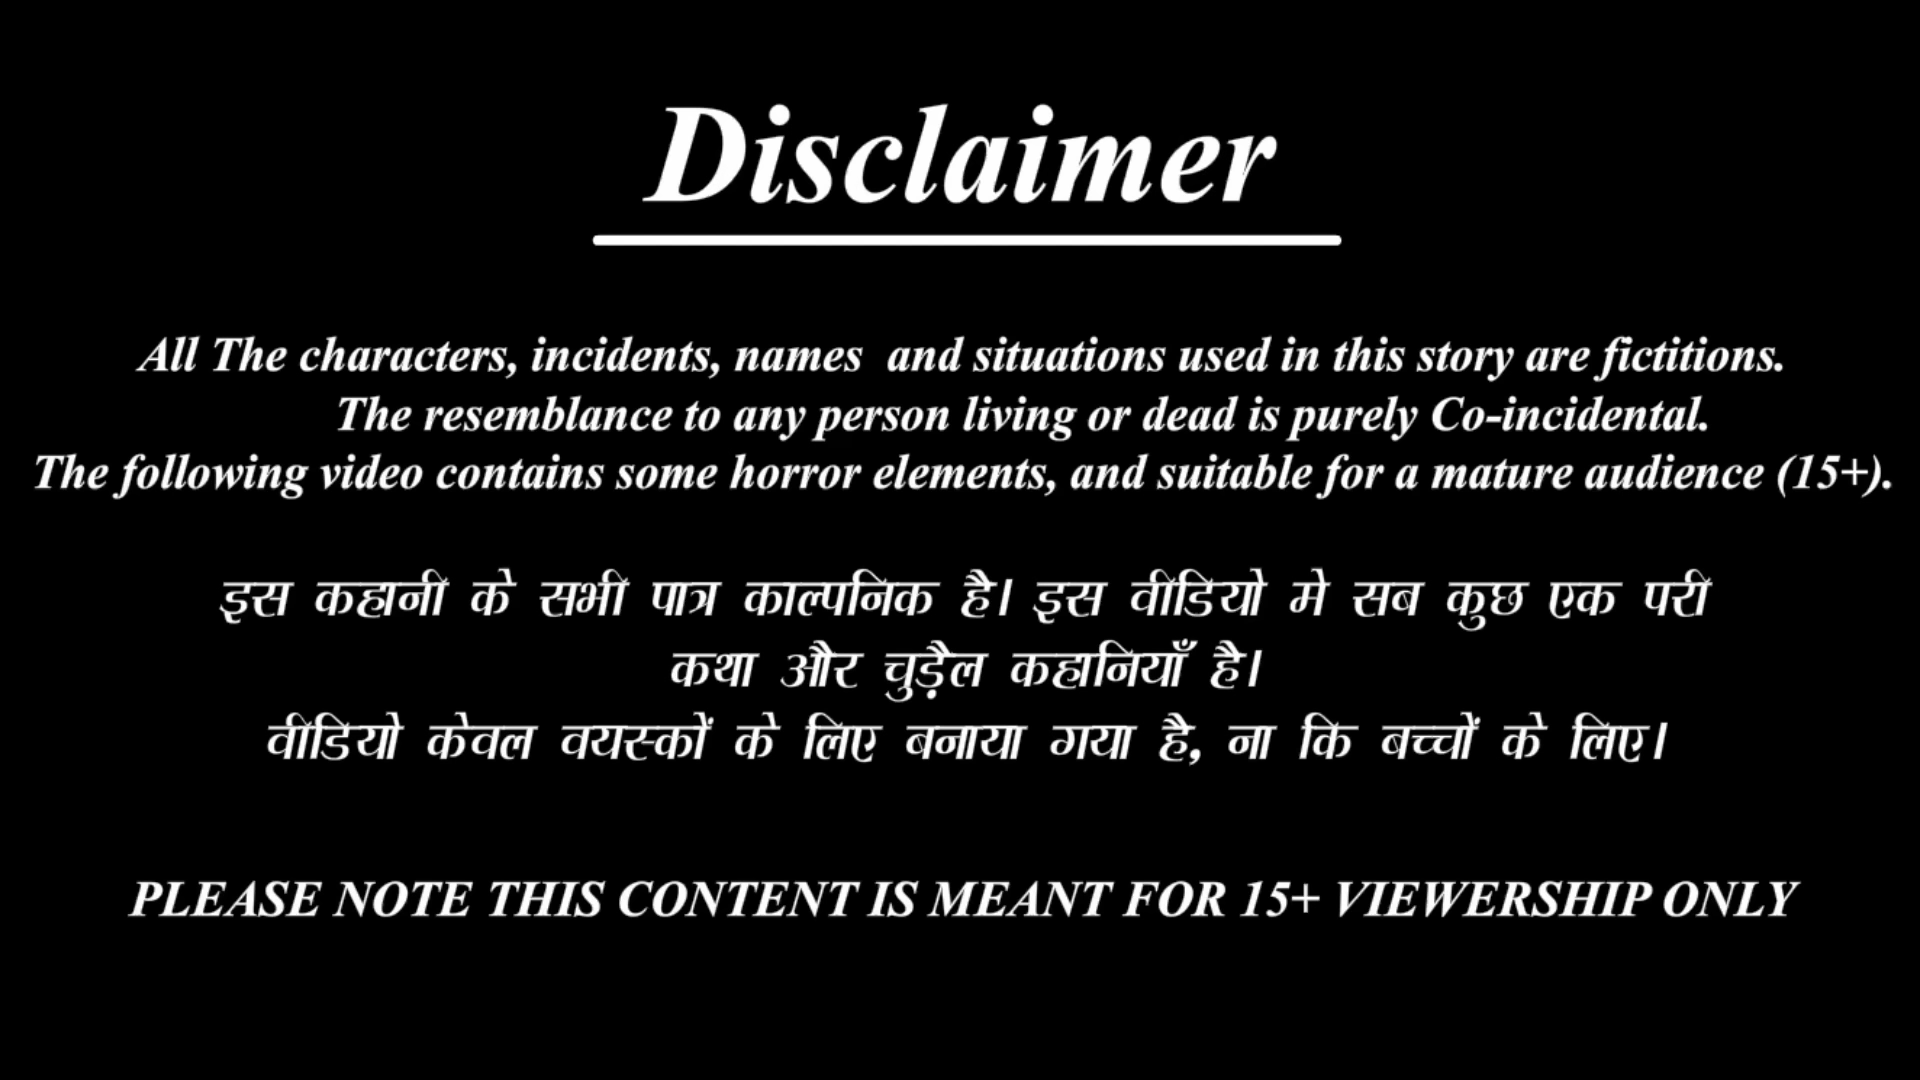 Disclaimer
All The characters, incidents, names and situations used in this story are fictitions.
The resemblance to any person living or dead is purely Co-incidental.
The following video contains some horror elements, and suitable for a mature audience (15+).
इस कहानी के सभी पात्र काल्पनिक है। इस वीडियो मे सब कुछ एक परी
कथा और चुड़ैल कहानियाँ है।
वीडियो केवल वयस्कों के लिए बनाया गया है, ना कि बच्चों के लिए।
PLEASE NOTE THIS CONTENT IS MEANT FOR 15+ VIEWERSHIP ONLY